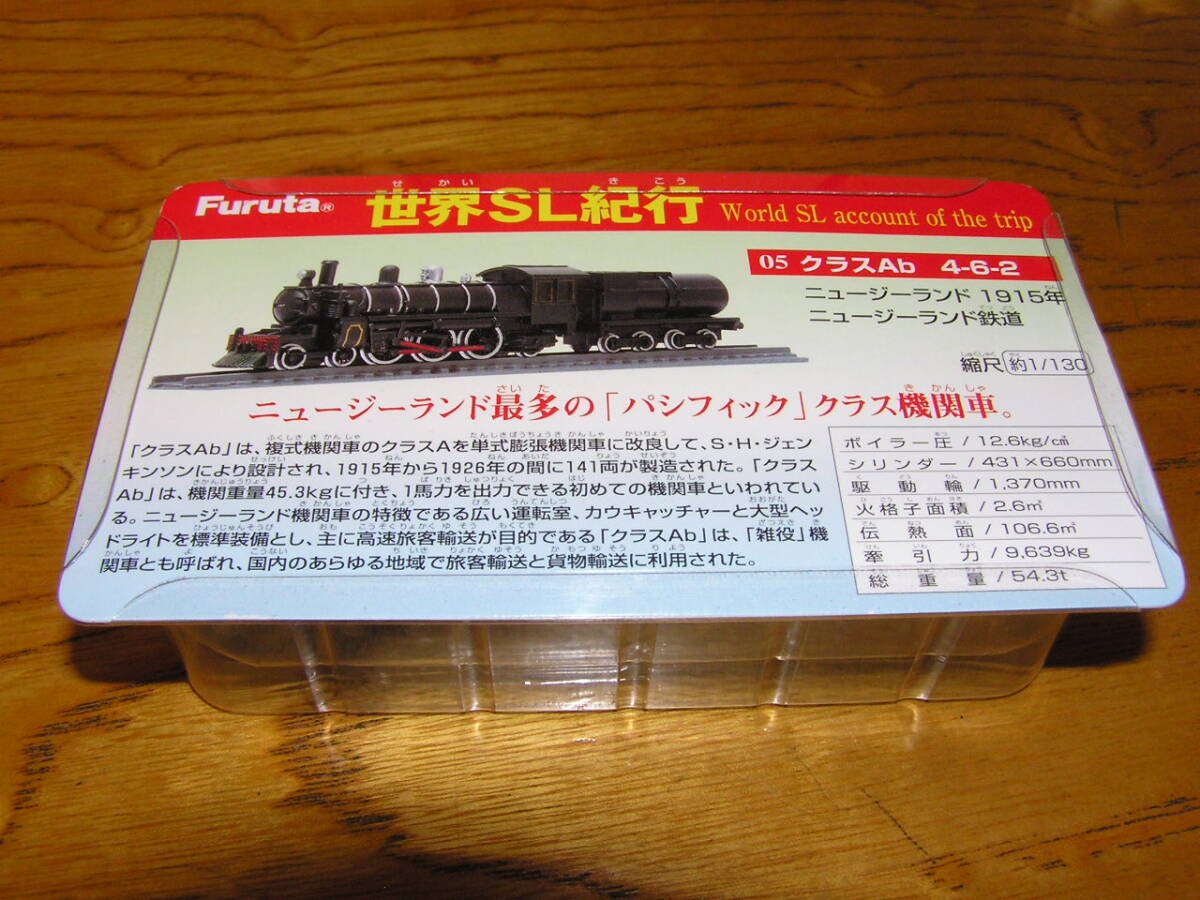 Furuta® 世界SL紀行 World SL account of the trip
05 クラスAb 4-6-2
ニュージーランド 1915年
ニュージーランド鉄道
縮尺 約1/130
ニュージーランド最多の「パシフィック」クラス機関車。
「クラスAb」は、複式機関車のクラスAを単式膨張機関車に改良して、S・H・ジェン
キンソンにより設計され、1915年から1926年の間に141両が製造された。「クラス
Ab」は、機関重量45.3kgに付き、1馬力を出力できる初めての機関車といわれてい
る。ニュージーランド機関車の特徴である広い運転室、カウキャッチャーと大型ヘッ
ドライトを標準装備とし、主に高速旅客輸送が目的である「クラスAb」は、「雑役」機
関車とも呼ばれ、国内のあらゆる地域で旅客輸送と貨物輸送に利用された。
ボイラー圧 / 12.6kg/c㎡
シリンダー / 431×660mm
駆動輪 / 1,370mm
火格子面積 / 2.6㎡
伝熱面 / 106.6㎡
牽引力 / 9,639kg
総重量 / 54.3t